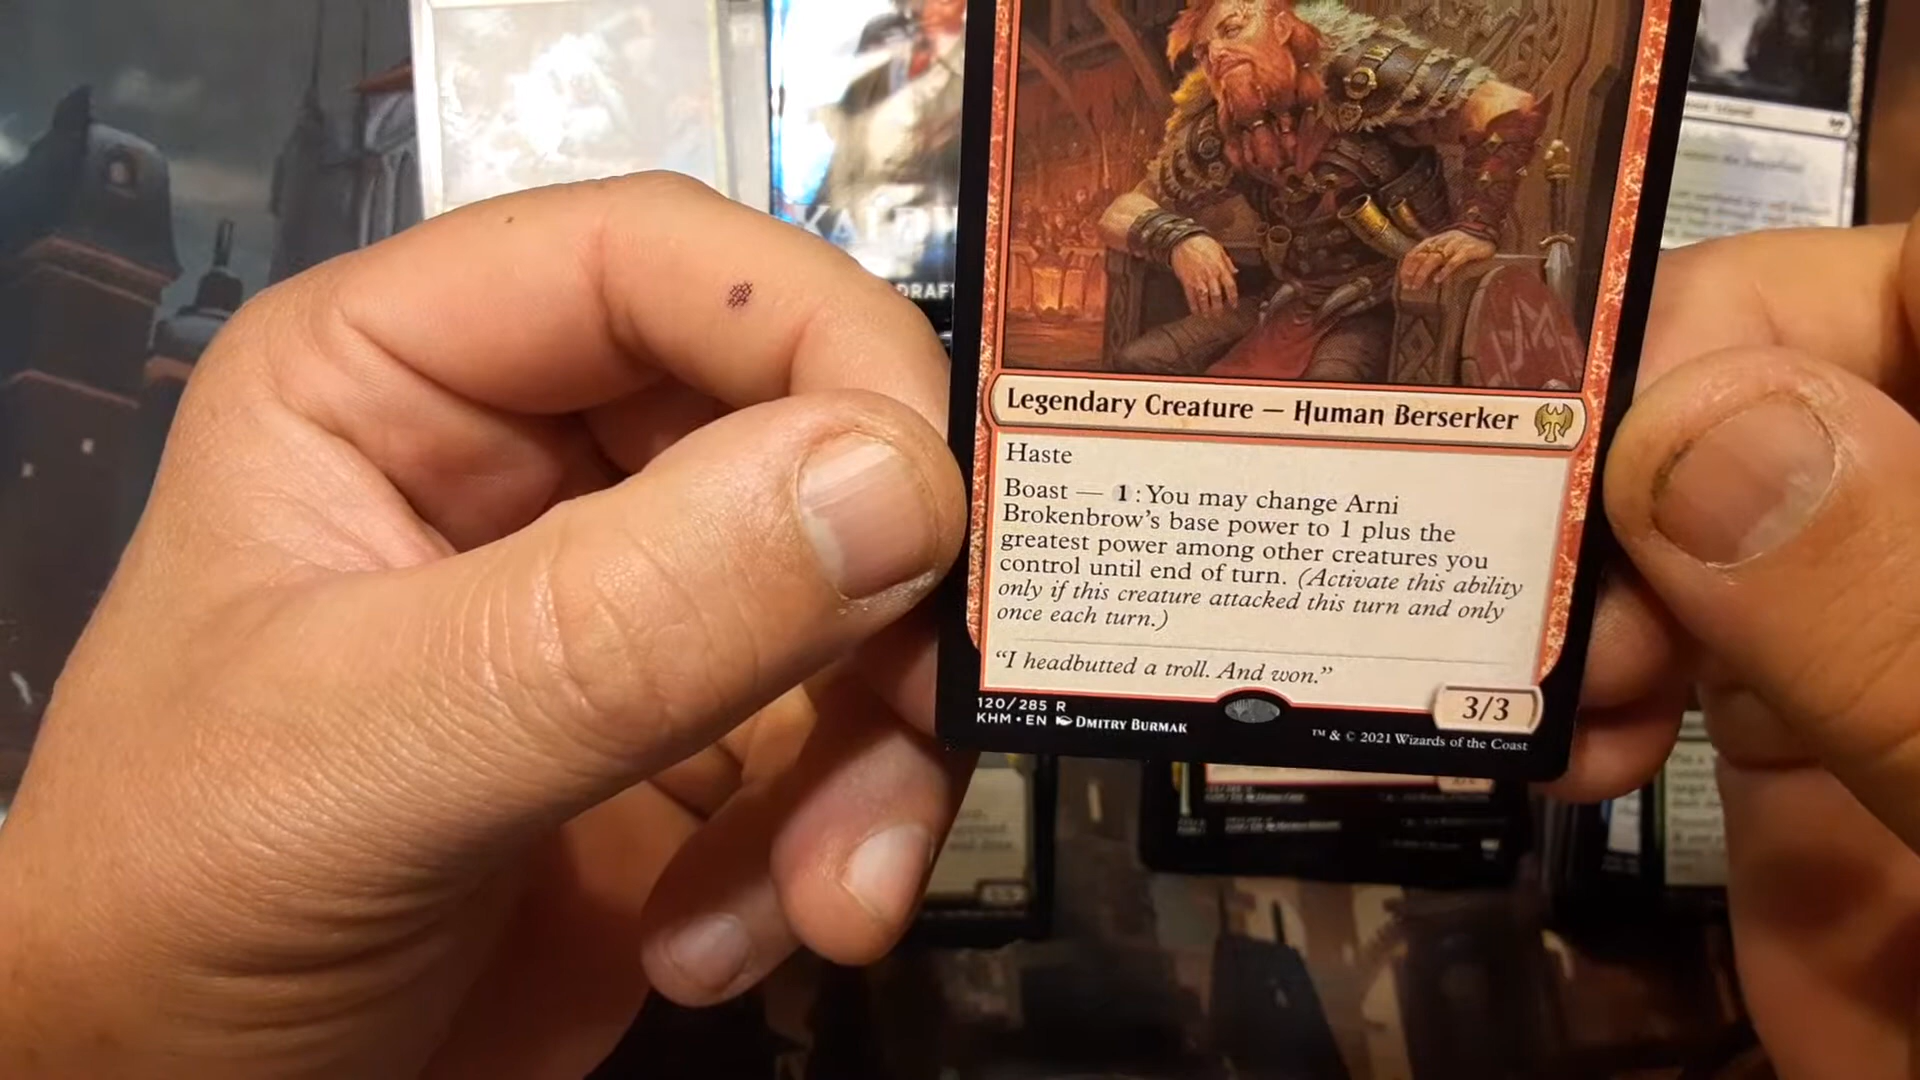 DRAFT
Legendary Creature — Human Berserker
Haste
Boast — 1: You may change Arni
Brokenbrow's base power to 1 plus the
greatest power among other creatures you
control until end of turn. (Activate this ability
only if this creature attacked this turn and only
once each turn.)
“I headbutted a troll. And won.”
3/3
120/285 R
KHM • EN Dmitry Burmak
™ & © 2021 Wizards of the Coast